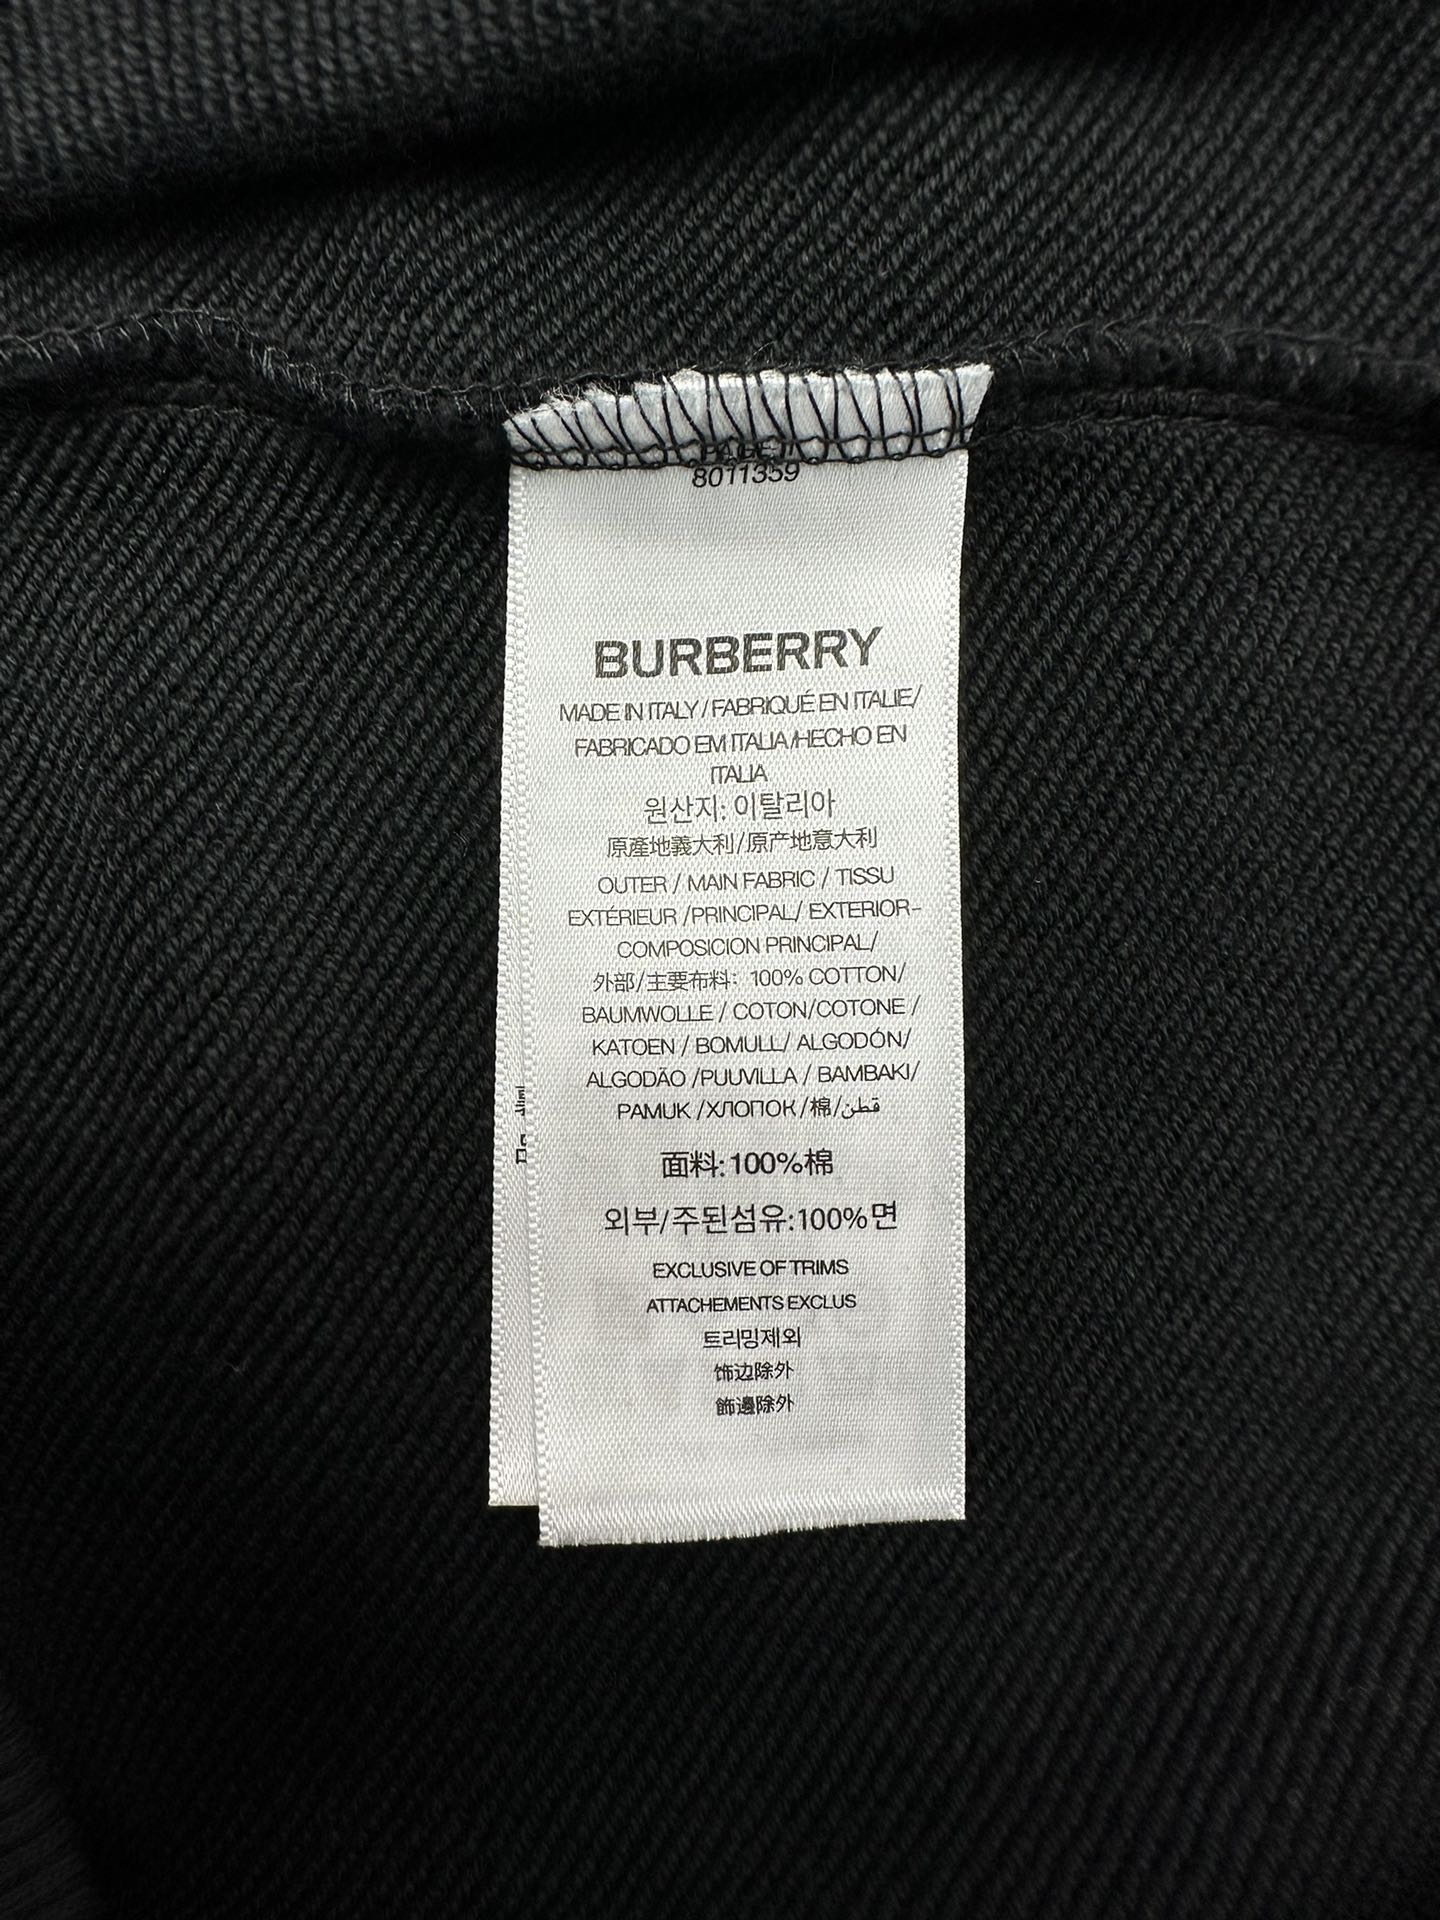 8011359
BURBERRY
MADE IN ITALY / FABRIQUÉ EN ITALIE/
FABRICADO EM ITALIA/HECHO EN
ITALIA
원산지: 이탈리아
原產地義大利/原产地意大利
OUTER / MAIN FABRIC / TISSU
EXTÉRIEUR /PRINCIPAL/ EXTERIOR-
COMPOSICION PRINCIPAL/
外部/主要布料: 100% COTTON/
BAUMWOLLE / COTON/COTONE /
KATOEN / BOMULL/ ALGODÓN/
ALGODÃO /PUUVILLA / BAMBAKI/
PAMUK /ХЛОПОК /棉/قطن
面料:100%棉
외부/주된섬유:100%면
EXCLUSIVE OF TRIMS
ATTACHEMENTS EXCLUS
트리밍제외
饰边除外
飾邊除外